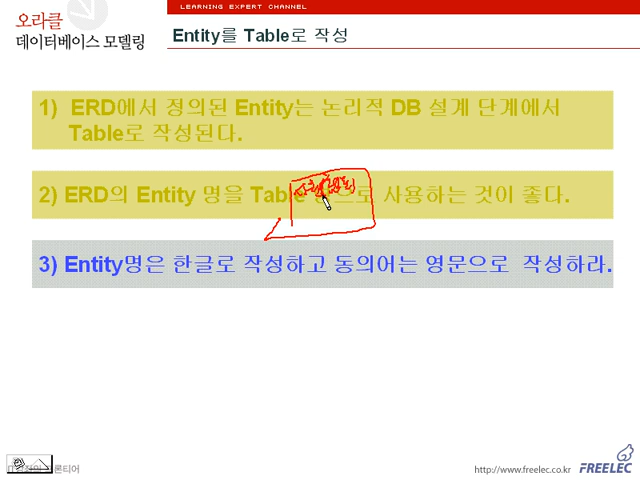 LEARNING EXPERT CHANNEL
오라클
데이터베이스 모델링
Entity를 Table로 작성
1) ERD에서 정의된 Entity는 논리적 DB 설계 단계에서
Table로 작성된다.
2) ERD의 Entity 명을 Table 사용하는 것이 좋다.
3) Entity명은 한글로 작성하고 동의어는 영문으로 작성하라.
http://www.freelec.co.kr
FREELEC